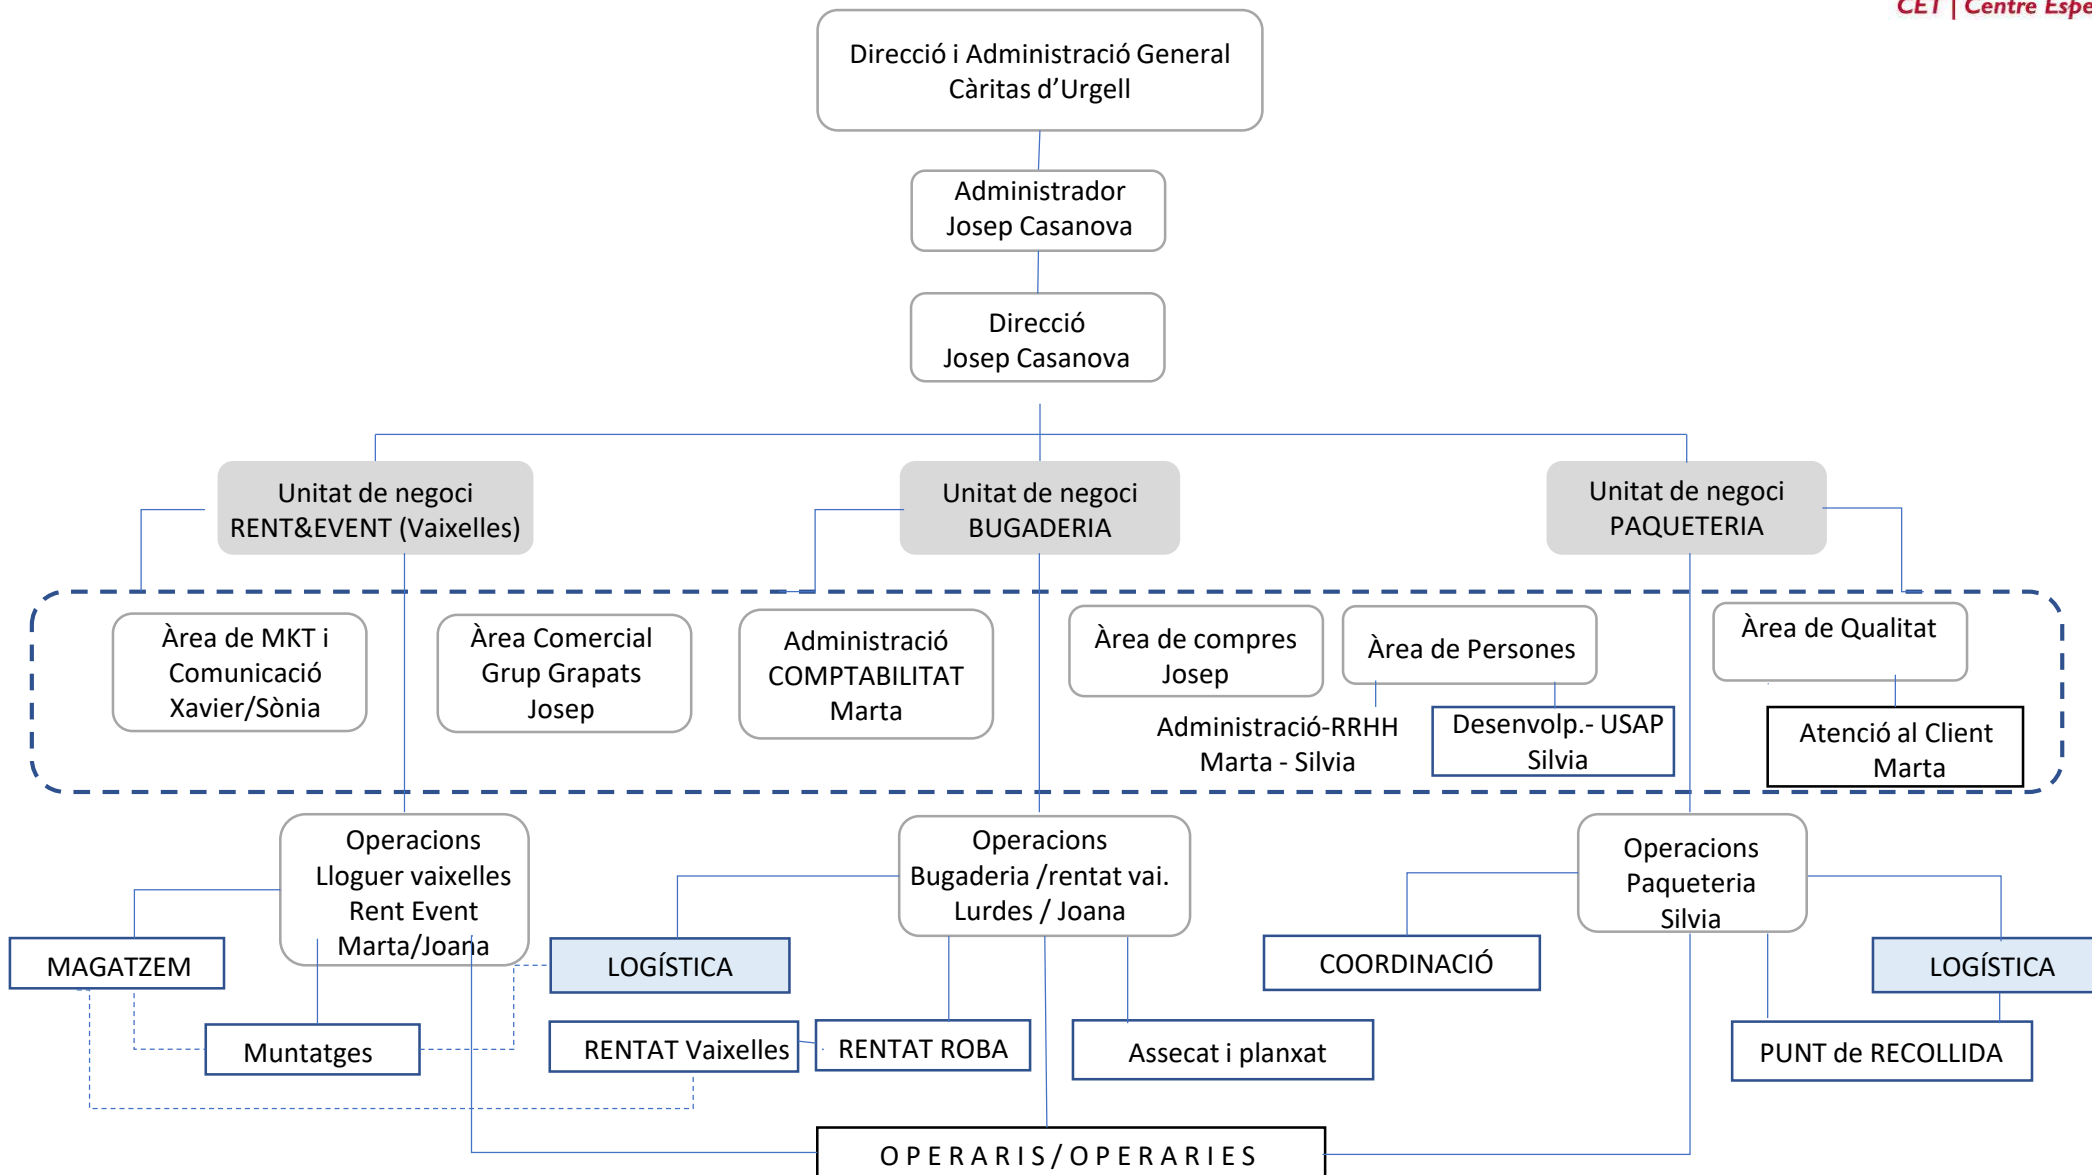 CET | Centre Espe
Direcció i Administració General
Càritas d’Urgell
Administrador
Josep Casanova
Direcció
Josep Casanova
Unitat de negoci
RENT&EVENT (Vaixelles)
Unitat de negoci
BUGADERIA
Unitat de negoci
PAQUETERIA
Àrea de MKT i
Comunicació
Xavier/Sònia
Àrea Comercial
Grup Grapats
Josep
Administració
COMPTABILITAT
Marta
Àrea de compres
Josep
Àrea de Persones
Administració-RRHH
Marta - Silvia
Desenvolp.- USAP
Silvia
Àrea de Qualitat
Atenció al Client
Marta
Operacions
Lloguer vaixelles
Rent Event
Marta/Joana
Operacions
Bugaderia /rentat vai.
Lurdes / Joana
Operacions
Paqueteria
Silvia
MAGATZEM
LOGÍSTICA
COORDINACIÓ
LOGÍSTICA
Muntatges
RENTAT Vaixelles
RENTAT ROBA
Assecat i planxat
PUNT de RECOLLIDA
OPERARIS/OPERARIES